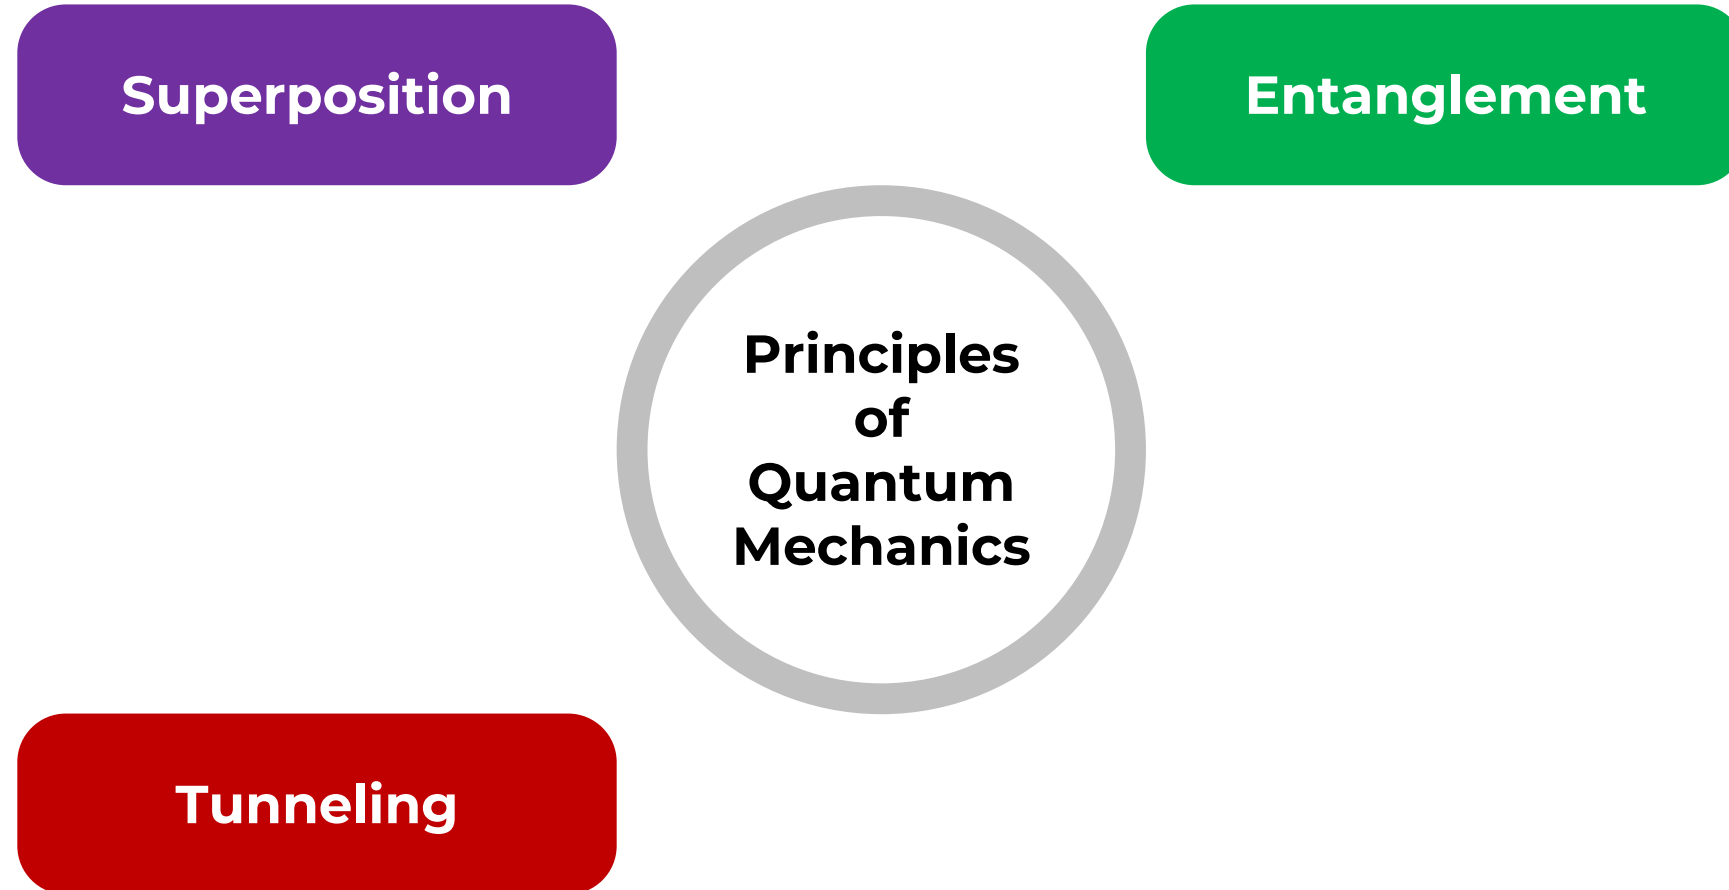 Superposition
Entanglement
Principles
of
Quantum
Mechanics
Tunneling